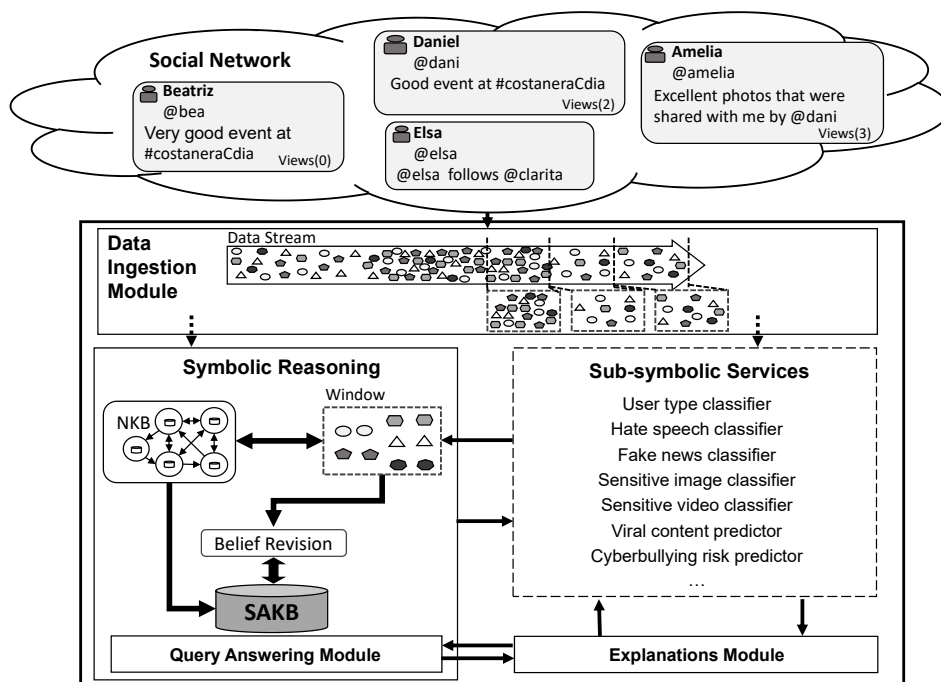 Social Network
Beatriz
@bea
Very good event at
#costaneraCdia
Views(0)
Daniel
@dani
Good event at #costaneraCdia
Views(2)
Elsa
@elsa
@elsa follows @clarita
Amelia
@amelia
Excellent photos that were
shared with me by @dani
Views(3)
Data
Ingestion
Module
Data Stream
Symbolic Reasoning
NKB
Window
Belief Revision
SAKB
Query Answering Module
Sub-symbolic Services
User type classifier
Hate speech classifier
Fake news classifier
Sensitive image classifier
Sensitive video classifier
Viral content predictor
Cyberbullying risk predictor
...
Explanations Module